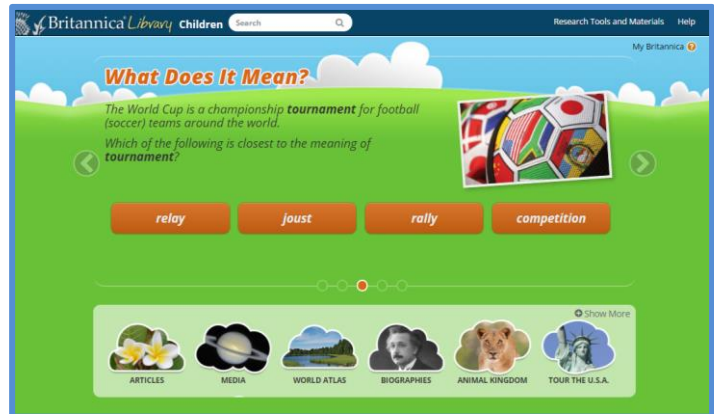 Britannica Library Children Search Research Tools and Materials Help
My Britannica ?
What Does It Mean?
The World Cup is a championship tournament for football
(soccer) teams around the world.
Which of the following is closest to the meaning of
tournament?
relay joust rally competition
Show More
ARTICLES MEDIA WORLD ATLAS BIOGRAPHIES ANIMAL KINGDOM TOUR THE U.S.A.